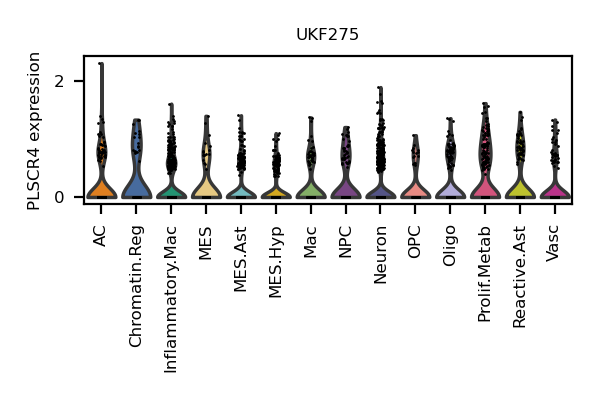 UKF275
PLSCR4 expression
2
0
AC
Chromatin.Reg
Inflammatory.Mac
MES
MES.Ast
MES.Hyp
Mac
NPC
Neuron
OPC
Oligo
Prolif.Metab
Reactive.Ast
Vasc